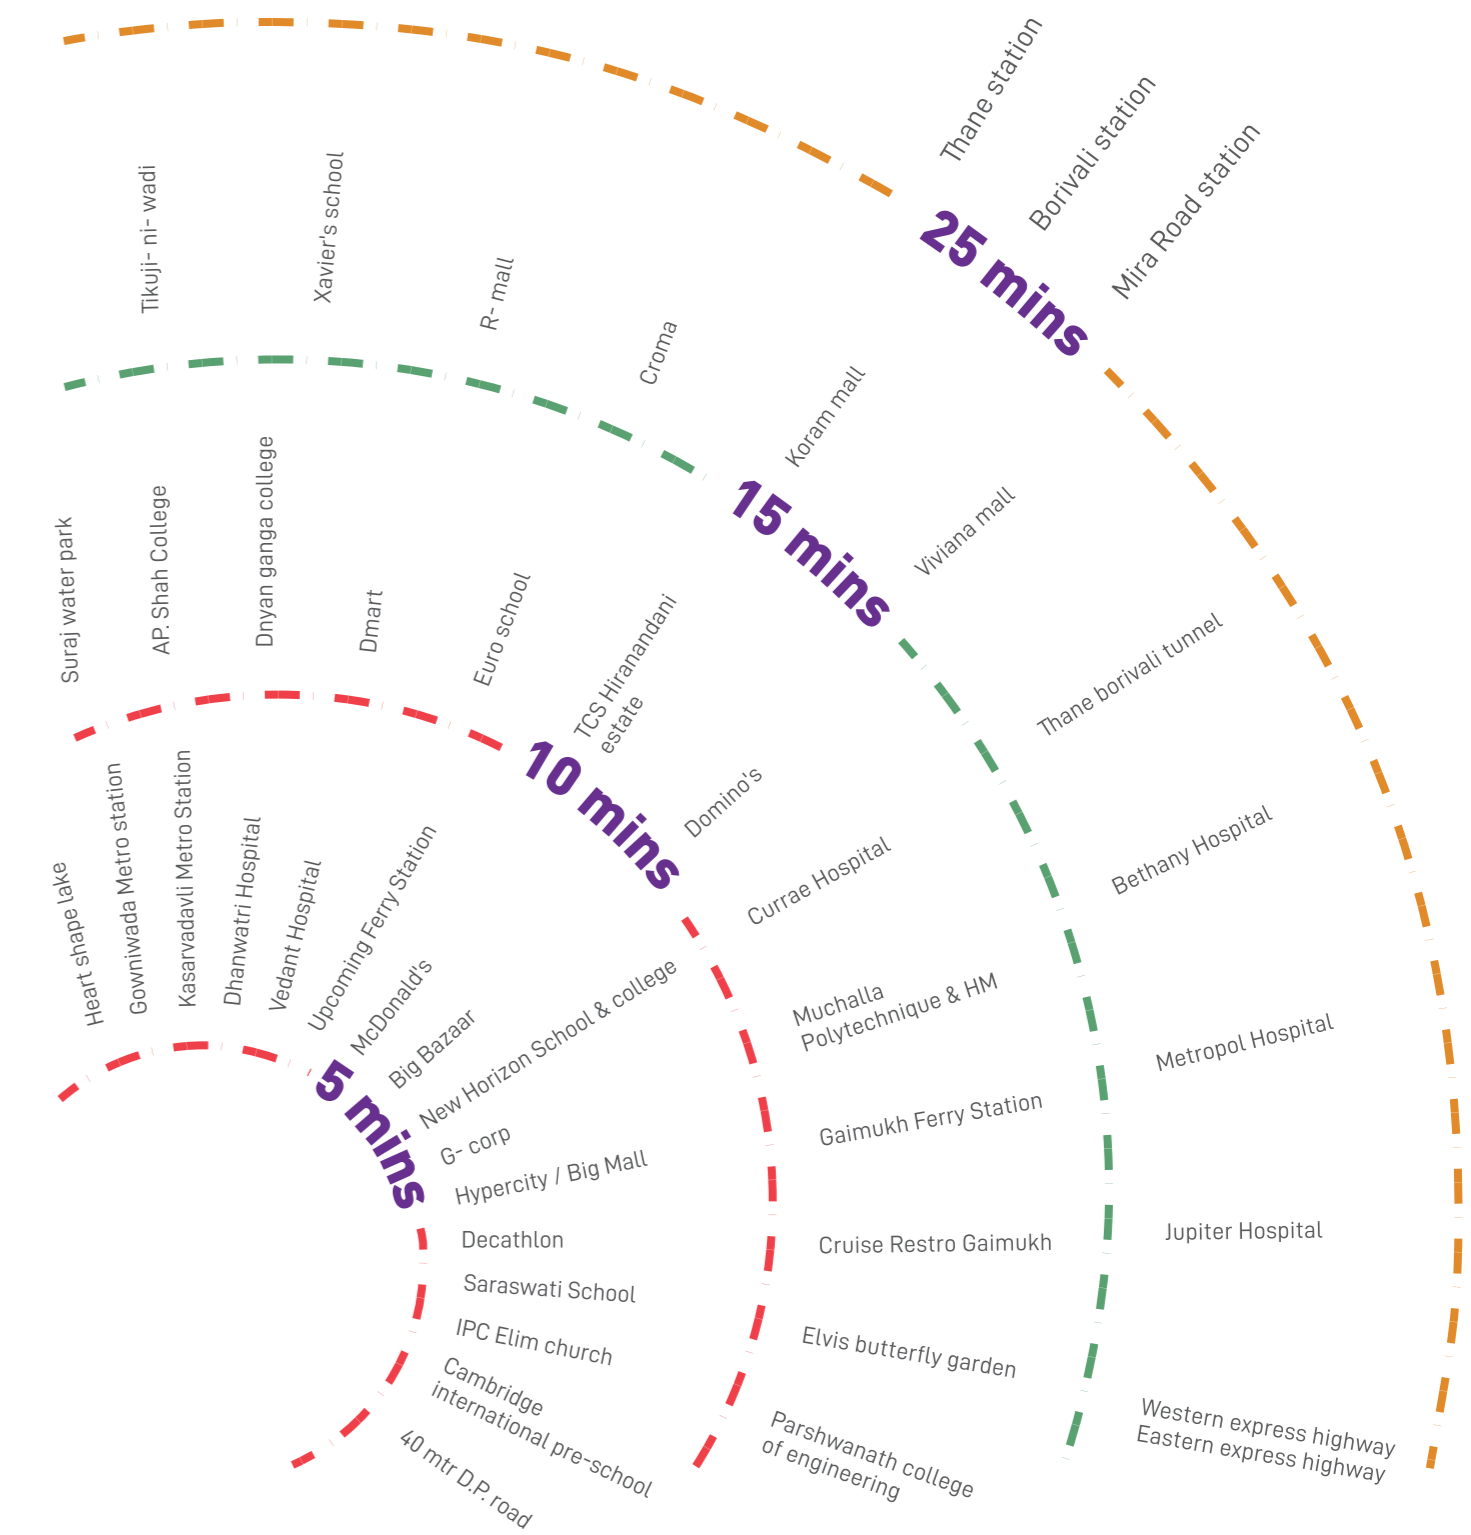 Thane station
Borivali station
Mira Road station
25 mins
Tikuji- ni- wadi
Xavier's school
R- mall
Croma
Koram mall
Viviana mall
Thane borivali tunnel
Bethany Hospital
Metropol Hospital
Jupiter Hospital
Western express highway
Eastern express highway
15 mins
Suraj water park
AP. Shah College
Dnyan ganga college
Dmart
Euro school
TCS Hiranandani
estate
Domino's
Currae Hospital
Muchalla
Polytechnique & HM
Gaimukh Ferry Station
Cruise Restro Gaimukh
Elvis butterfly garden
Parshwanath college
of engineering
10 mins
Heart shape lake
Gowniwada Metro station
Kasarvadavli Metro Station
Dhanwatri Hospital
Vedant Hospital
Upcoming Ferry Station
McDonald's
Big Bazaar
New Horizon School & college
G- corp
Hypercity / Big Mall
Decathlon
Saraswati School
IPC Elim church
Cambridge
international pre-school
40 mtr D.P. road
5 mins